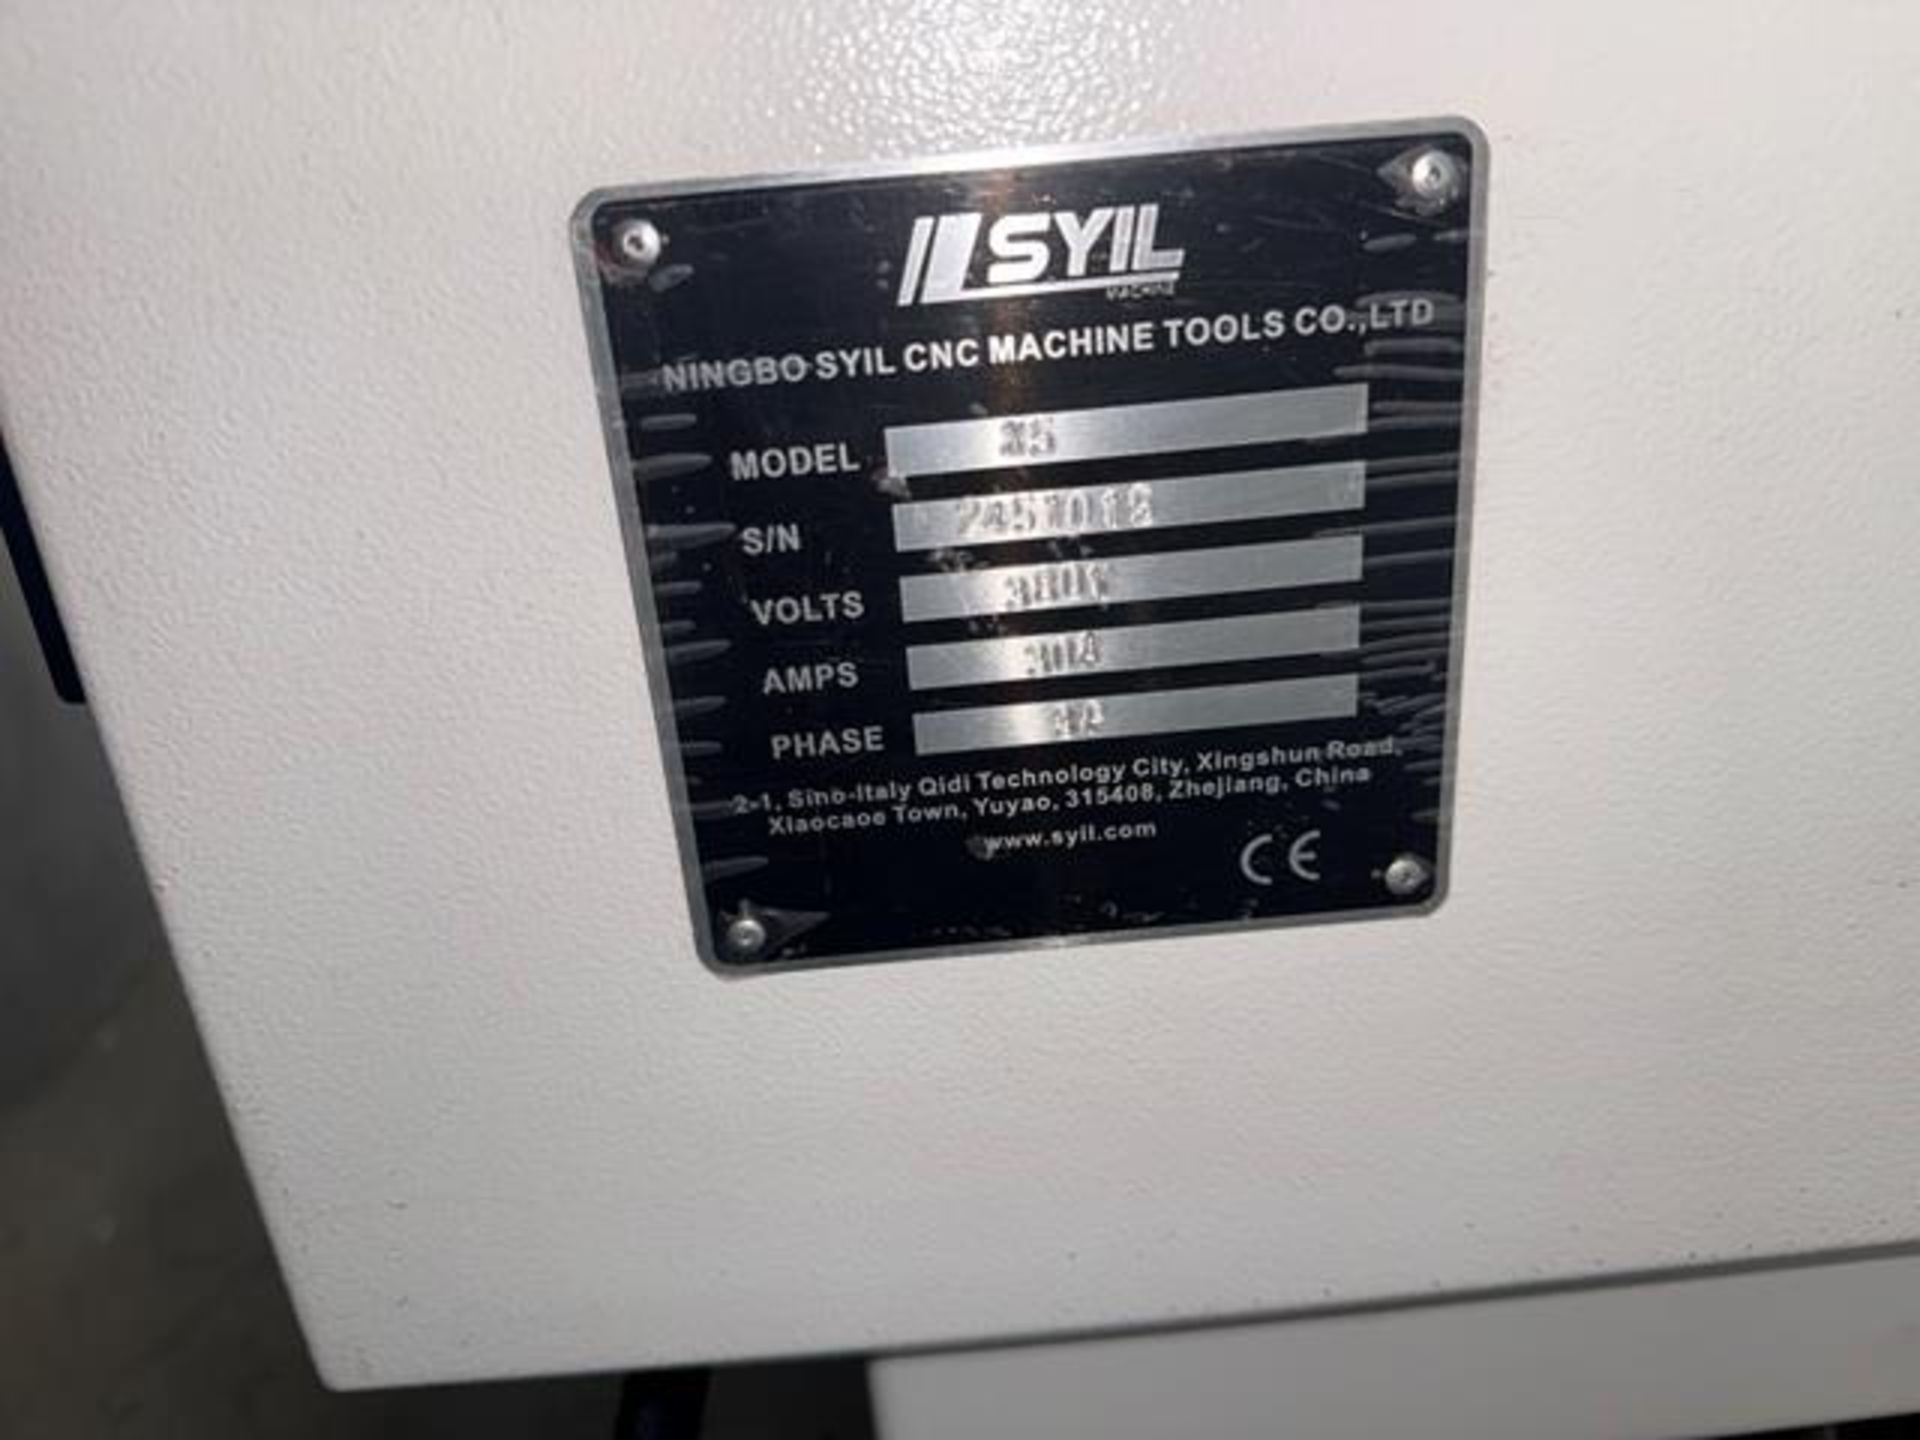 SYIL
MACHINE
NINGBO SYIL CNC MACHINE TOOLS CO.,LTD
MODEL
S/N
VOLTS
AMPS
PHASE
2-1, Sino-Italy Qidi Technology City, Xingshun Road,
Xiaocaoe Town, Yuyao, 315408, Zhejiang, China
www.syil.com
CE